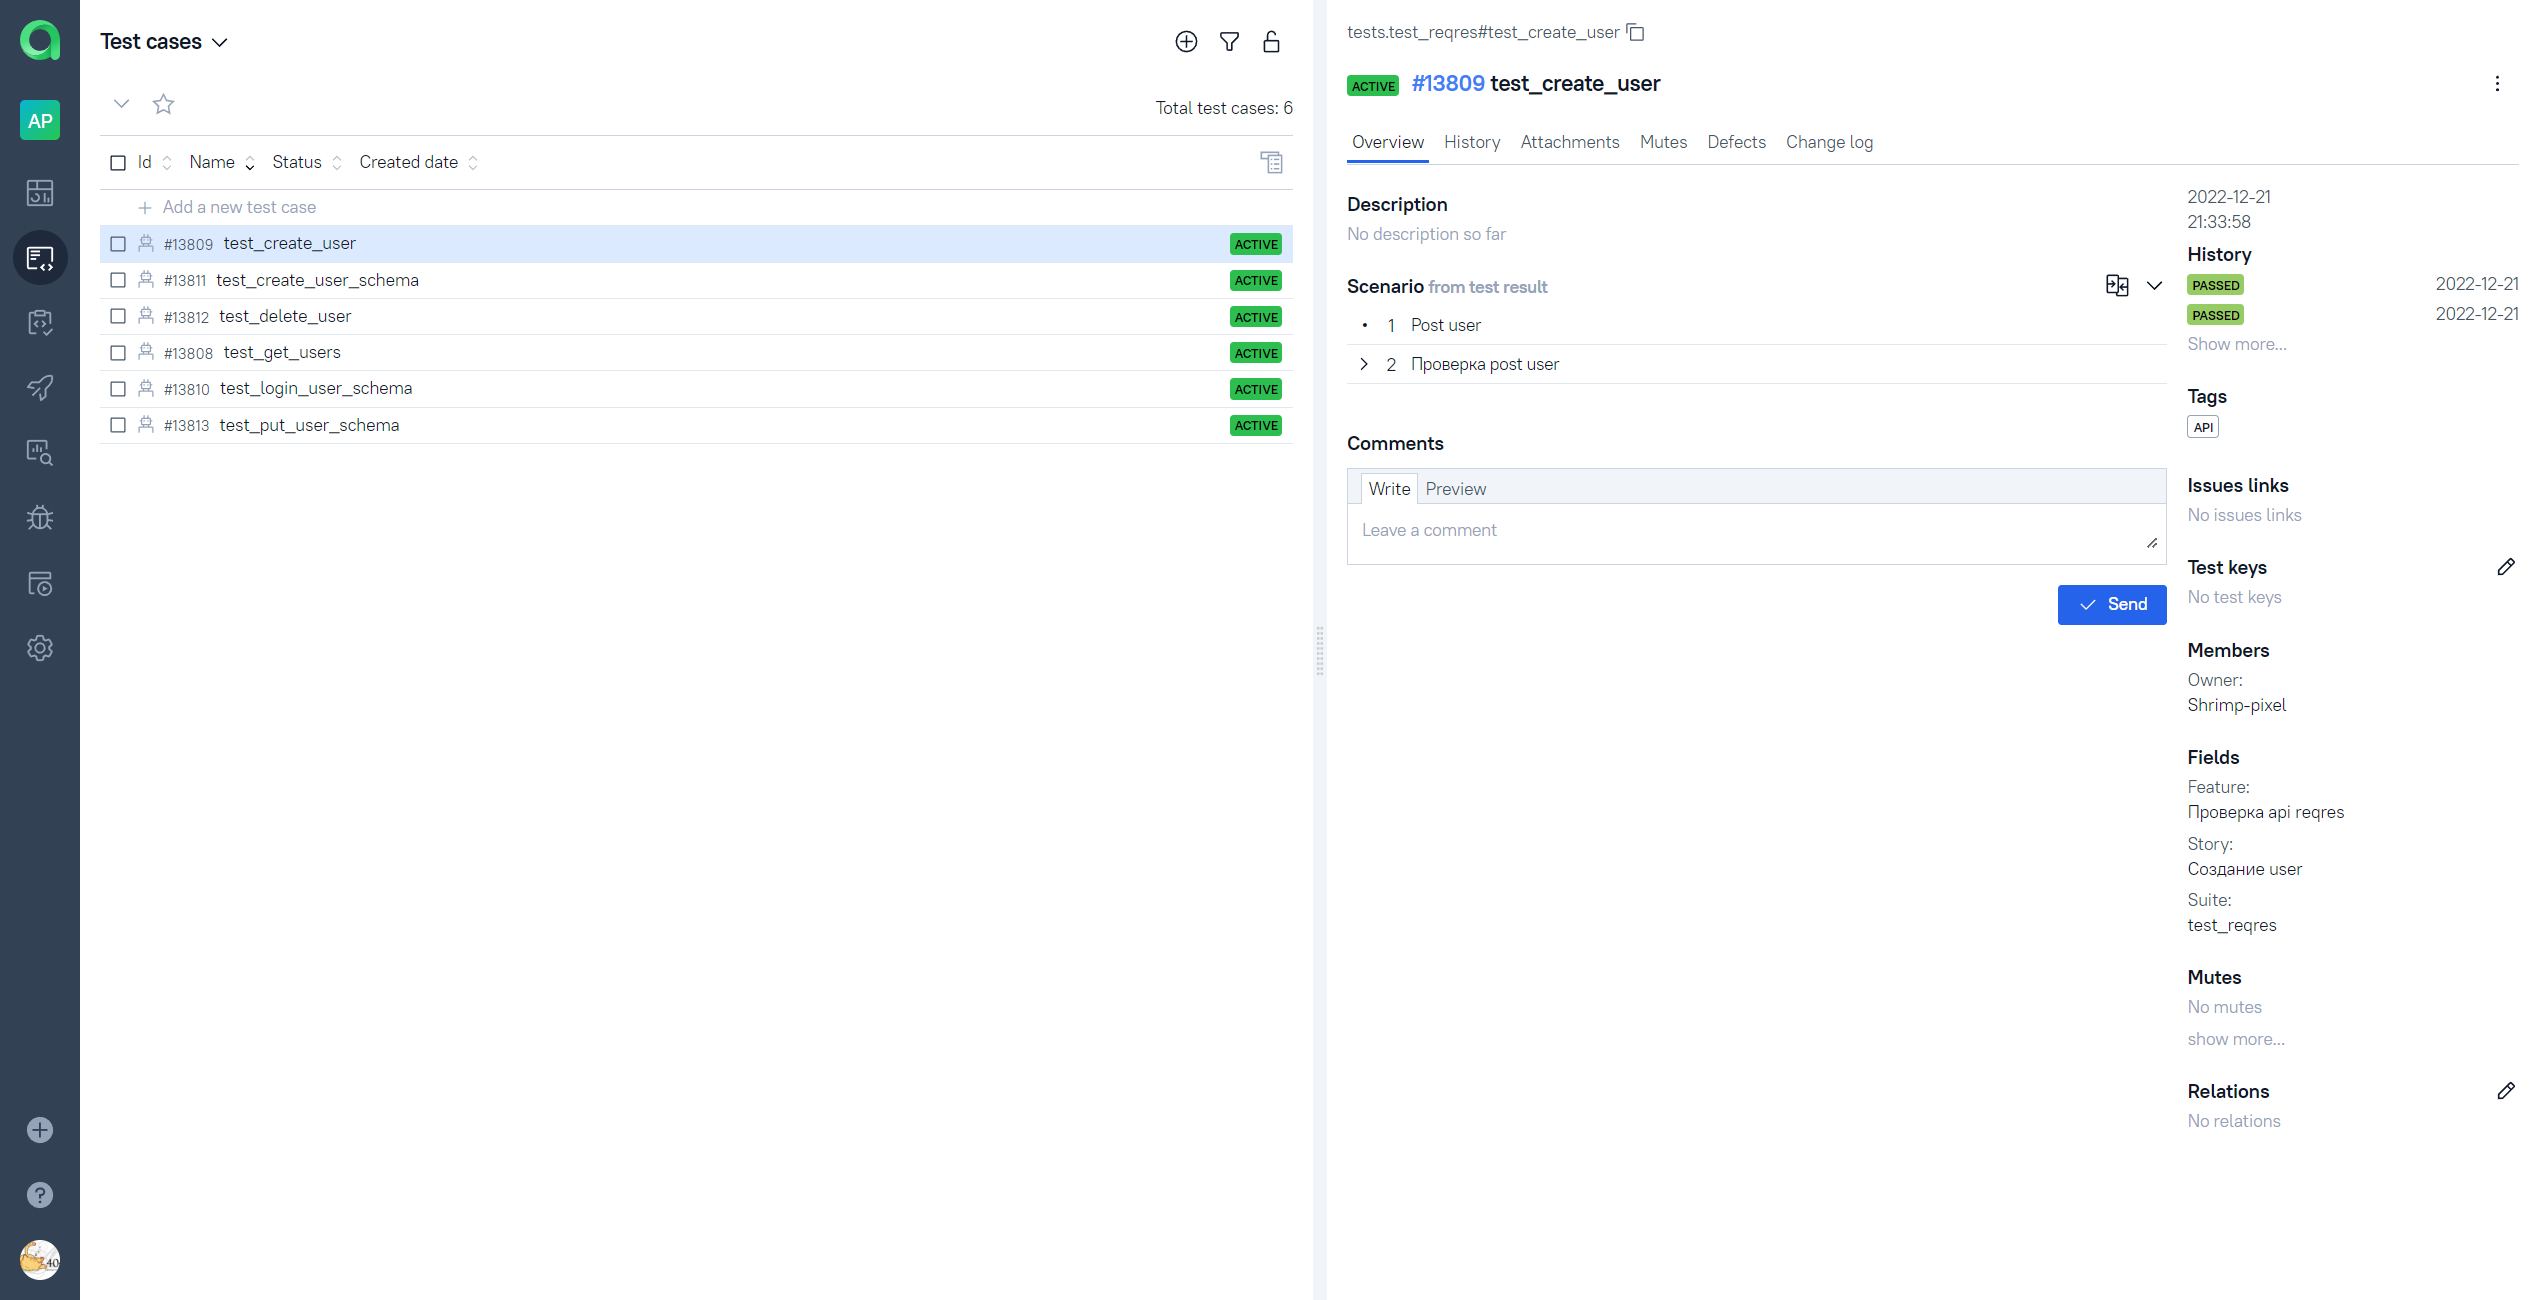 AP
40
Test cases
Total test cases: 6
Id Name Status Created date
Add a new test case
#13809 test_create_user ACTIVE
#13811 test_create_user_schema ACTIVE
#13812 test_delete_user ACTIVE
#13808 test_get_users ACTIVE
#13810 test_login_user_schema ACTIVE
#13813 test_put_user_schema ACTIVE
tests.test_reqres#test_create_user
ACTIVE #13809 test_create_user
Overview History Attachments Mutes Defects Change log
Description
No description so far
Scenario from test result
• 1 Post user
2 Проверка post user
Comments
Write Preview
Leave a comment
Send
2022-12-21
21:33:58
History
PASSED 2022-12-21
PASSED 2022-12-21
Show more...
Tags
API
Issues links
No issues links
Test keys
No test keys
Members
Owner:
Shrimp-pixel
Fields
Feature:
Проверка api reqres
Story:
Создание user
Suite:
test_reqres
Mutes
No mutes
show more...
Relations
No relations